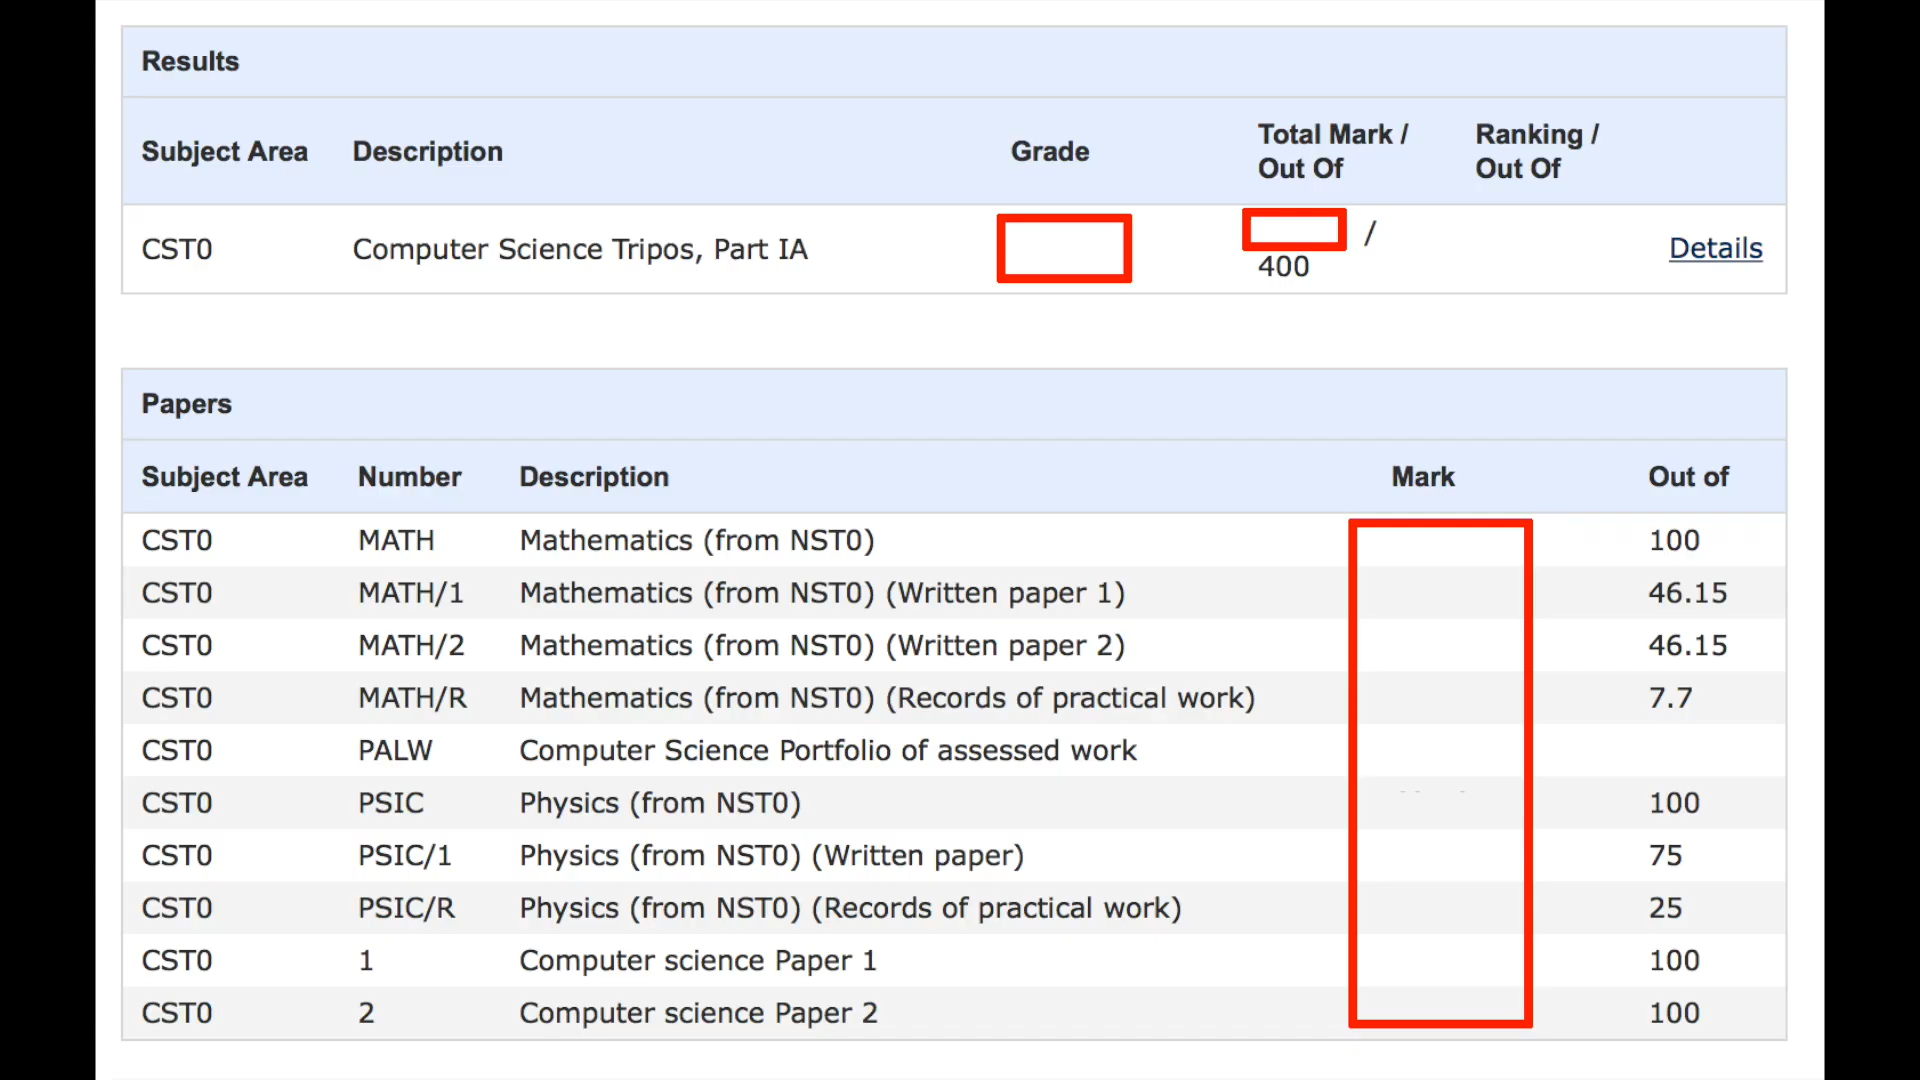 Results
Subject Area Description Grade Total Mark / Out Of Ranking / Out Of
CST0 Computer Science Tripos, Part IA / 400 Details
Papers
Subject Area Number Description Mark Out of
CST0 MATH Mathematics (from NST0) 100
CST0 MATH/1 Mathematics (from NST0) (Written paper 1) 46.15
CST0 MATH/2 Mathematics (from NST0) (Written paper 2) 46.15
CST0 MATH/R Mathematics (from NST0) (Records of practical work) 7.7
CST0 PALW Computer Science Portfolio of assessed work
CST0 PSIC Physics (from NST0) 100
CST0 PSIC/1 Physics (from NST0) (Written paper) 75
CST0 PSIC/R Physics (from NST0) (Records of practical work) 25
CST0 1 Computer science Paper 1 100
CST0 2 Computer science Paper 2 100